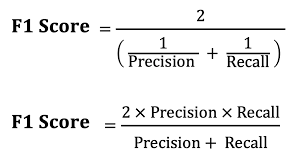 F1 Score = 2 / ( 1 / Precision + 1 / Recall )
F1 Score = 2 × Precision × Recall / Precision + Recall